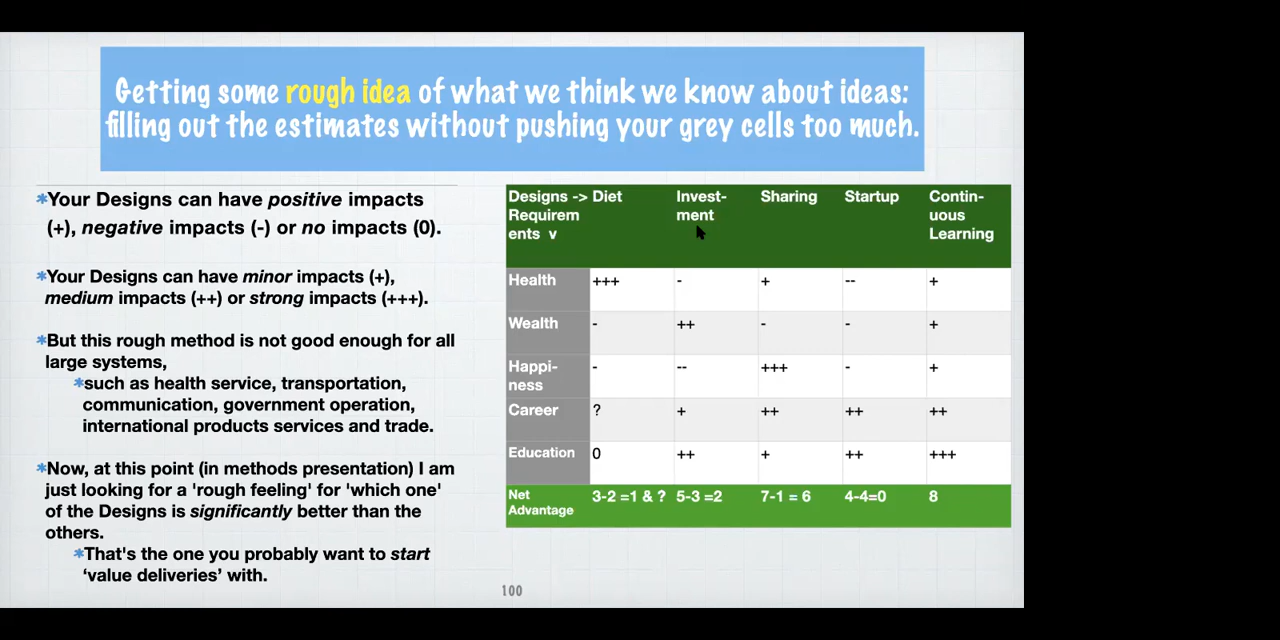 Getting some rough idea of what we think we know about ideas:
filling out the estimates without pushing your grey cells too much.
*Your Designs can have positive impacts
(+), negative impacts (-) or no impacts (0).
*Your Designs can have minor impacts (+),
medium impacts (++) or strong impacts (+++).
*But this rough method is not good enough for all
large systems,
*such as health service, transportation,
communication, government operation,
international products services and trade.
*Now, at this point (in methods presentation) I am
just looking for a 'rough feeling' for 'which one'
of the Designs is significantly better than the
others.
*That's the one you probably want to start
‘value deliveries’ with.
Designs -> Diet Invest- Sharing Startup Contin-
Requirem ment uous
ents v Learning
Health +++ - + -- +
Wealth - ++ - - +
Happi- - -- +++ - +
ness
Career ? + ++ ++ ++
Education 0 ++ + ++ +++
Net 3-2 =1 & ? 5-3 =2 7-1 = 6 4-4=0 8
Advantage
100